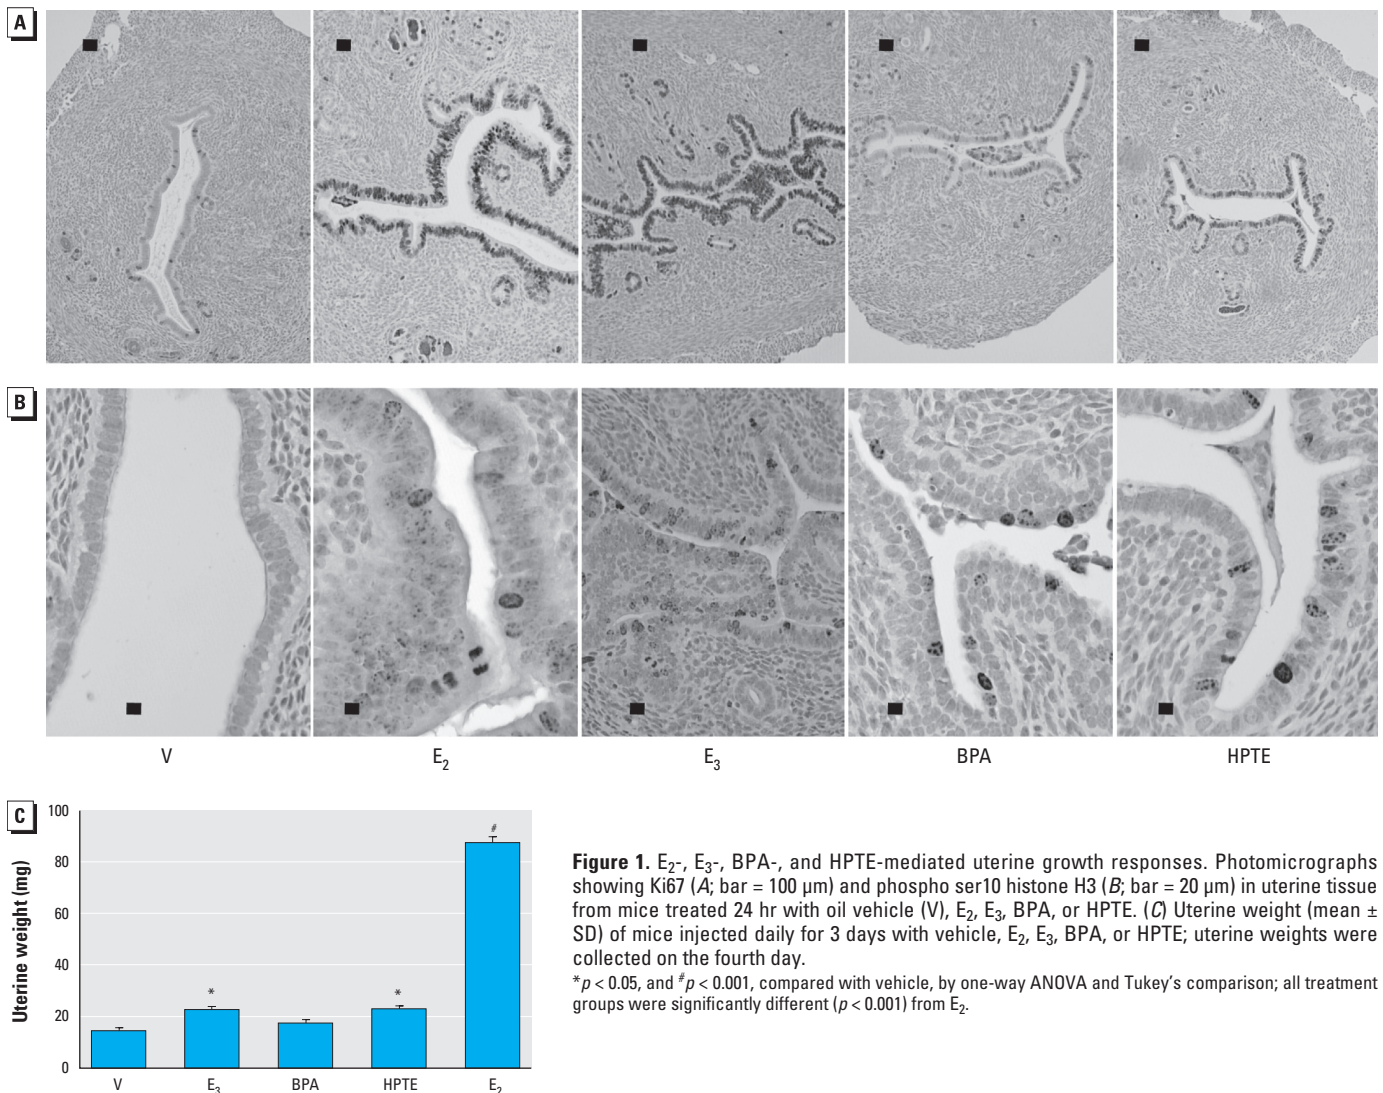 A
B
V
E₂
E₃
BPA
HPTE
C
Uterine weight (mg)
100
80
60
40
20
0
*
*
#
V
E₃
BPA
HPTE
E₂
Figure 1. E₂-, E₃-, BPA-, and HPTE-mediated uterine growth responses. Photomicrographs
showing Ki67 (A; bar = 100 µm) and phospho ser10 histone H3 (B; bar = 20 µm) in uterine tissue
from mice treated 24 hr with oil vehicle (V), E₂, E₃, BPA, or HPTE. (C) Uterine weight (mean ±
SD) of mice injected daily for 3 days with vehicle, E₂, E₃, BPA, or HPTE; uterine weights were
collected on the fourth day.
*p < 0.05, and #p < 0.001, compared with vehicle, by one-way ANOVA and Tukey's comparison; all treatment
groups were significantly different (p < 0.001) from E₂.